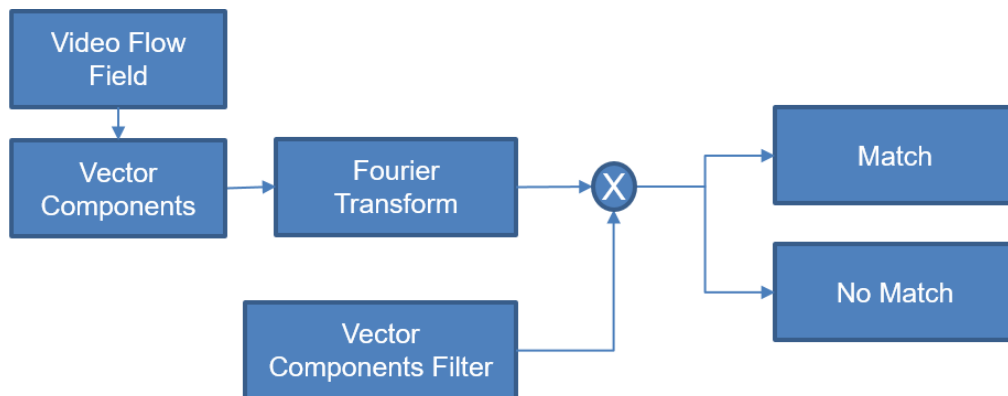 Video Flow
Field
Vector
Components
Fourier
Transform
X
Match
No Match
Vector
Components Filter